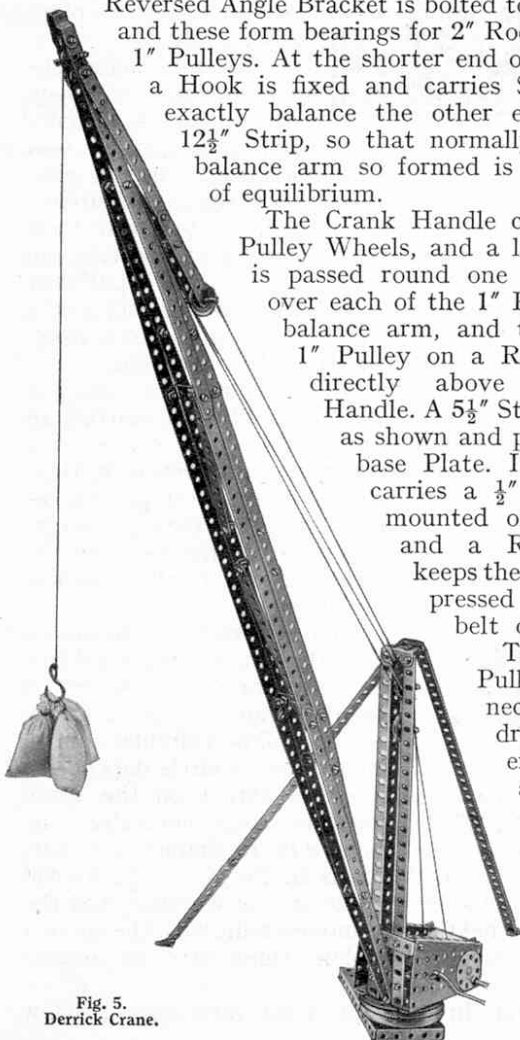 Reversed Angle Bracket is bolted to
and these form bearings for 2″ Ro
1″ Pulleys. At the shorter end o
a Hook is fixed and carries
exactly balance the other e
12½″ Strip, so that normally
balance arm so formed is
of equilibrium.
The Crank Handle c
Pulley Wheels, and a l
is passed round one
over each of the 1″
balance arm, and t
1″ Pulley on a R
directly above
Handle. A 5½″ St
as shown and p
base Plate. I
carries a ½″
mounted o
and a R
keeps the
pressed
belt o
T
Pull
nec
dr
e
a
Fig. 5.
Derrick Crane.